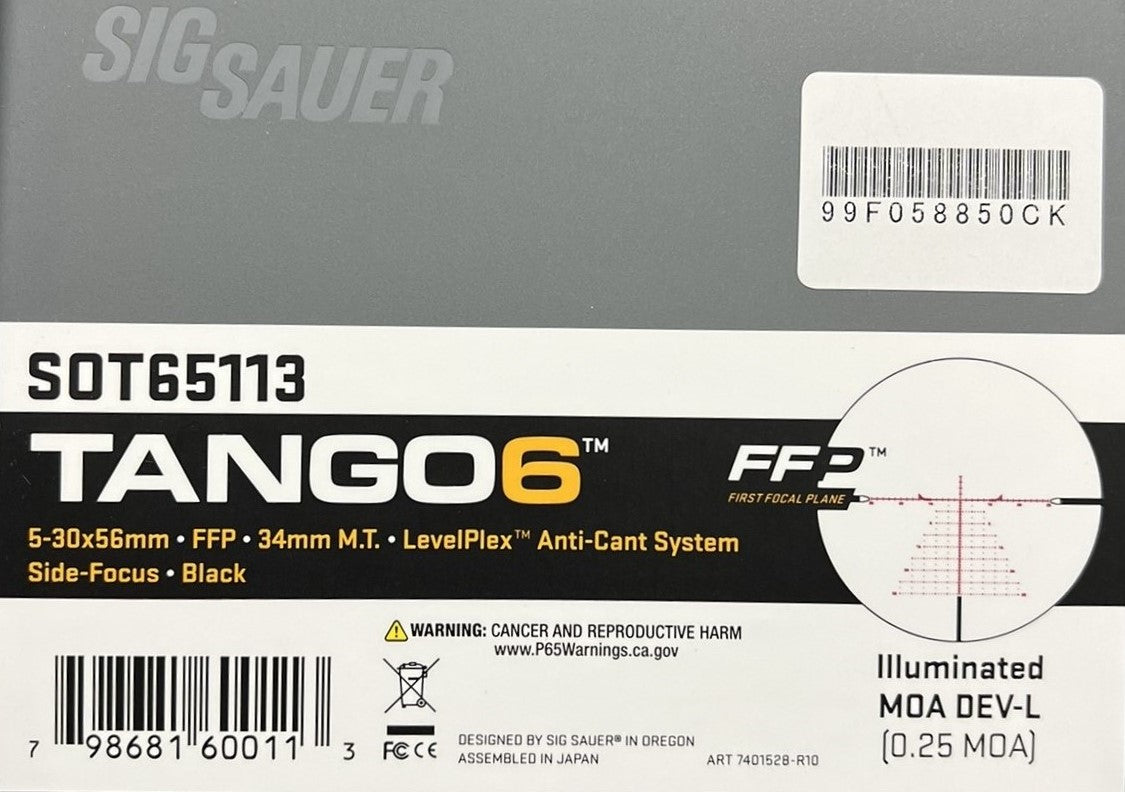 SIG SAUER
99F058850CK
SOT65113
TANGO6™
FFP™
FIRST FOCAL PLANE
5-30x56mm • FFP • 34mm M.T. • LevelPlex™ Anti-Cant System
Side-Focus • Black
WARNING: CANCER AND REPRODUCTIVE HARM
www.P65Warnings.ca.gov
Illuminated
MOA DEV-L
(0.25 MOA)
7 98681 60011 3
FC CE
DESIGNED BY SIG SAUER® IN OREGON
ASSEMBLED IN JAPAN
ART 7401528-R10